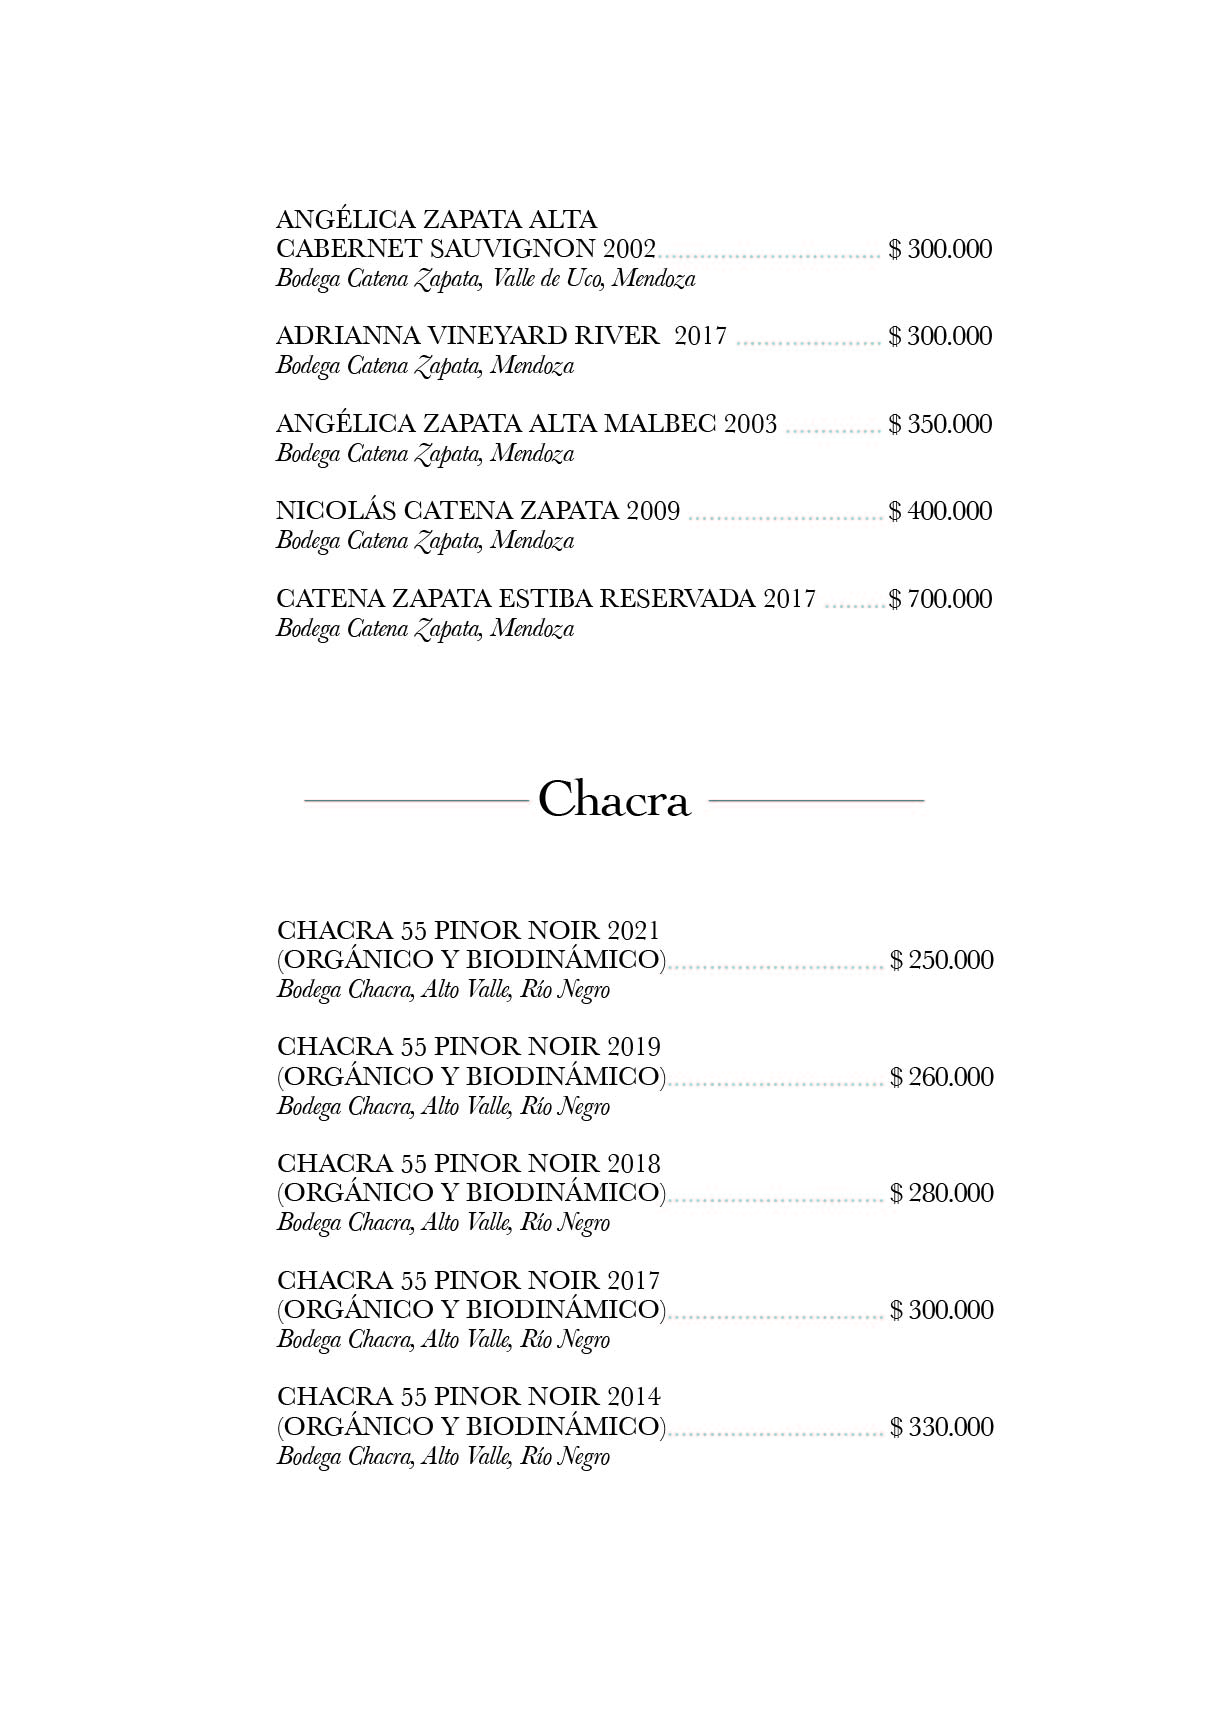 ANGÉLICA ZAPATA ALTA
CABERNET SAUVIGNON 2002................................ $ 300.000
Bodega Catena Zapata, Valle de Uco, Mendoza
ADRIANNA VINEYARD RIVER 2017 ..................... $ 300.000
Bodega Catena Zapata, Mendoza
ANGÉLICA ZAPATA ALTA MALBEC 2003 .............. $ 350.000
Bodega Catena Zapata, Mendoza
NICOLÁS CATENA ZAPATA 2009 ............................ $ 400.000
Bodega Catena Zapata, Mendoza
CATENA ZAPATA ESTIBA RESERVADA 2017 ......... $ 700.000
Bodega Catena Zapata, Mendoza
Chacra
CHACRA 55 PINOR NOIR 2021
(ORGÁNICO Y BIODINÁMICO)............................... $ 250.000
Bodega Chacra, Alto Valle, Río Negro
CHACRA 55 PINOR NOIR 2019
(ORGÁNICO Y BIODINÁMICO)............................... $ 260.000
Bodega Chacra, Alto Valle, Río Negro
CHACRA 55 PINOR NOIR 2018
(ORGÁNICO Y BIODINÁMICO)............................... $ 280.000
Bodega Chacra, Alto Valle, Río Negro
CHACRA 55 PINOR NOIR 2017
(ORGÁNICO Y BIODINÁMICO)............................... $ 300.000
Bodega Chacra, Alto Valle, Río Negro
CHACRA 55 PINOR NOIR 2014
(ORGÁNICO Y BIODINÁMICO)............................... $ 330.000
Bodega Chacra, Alto Valle, Río Negro